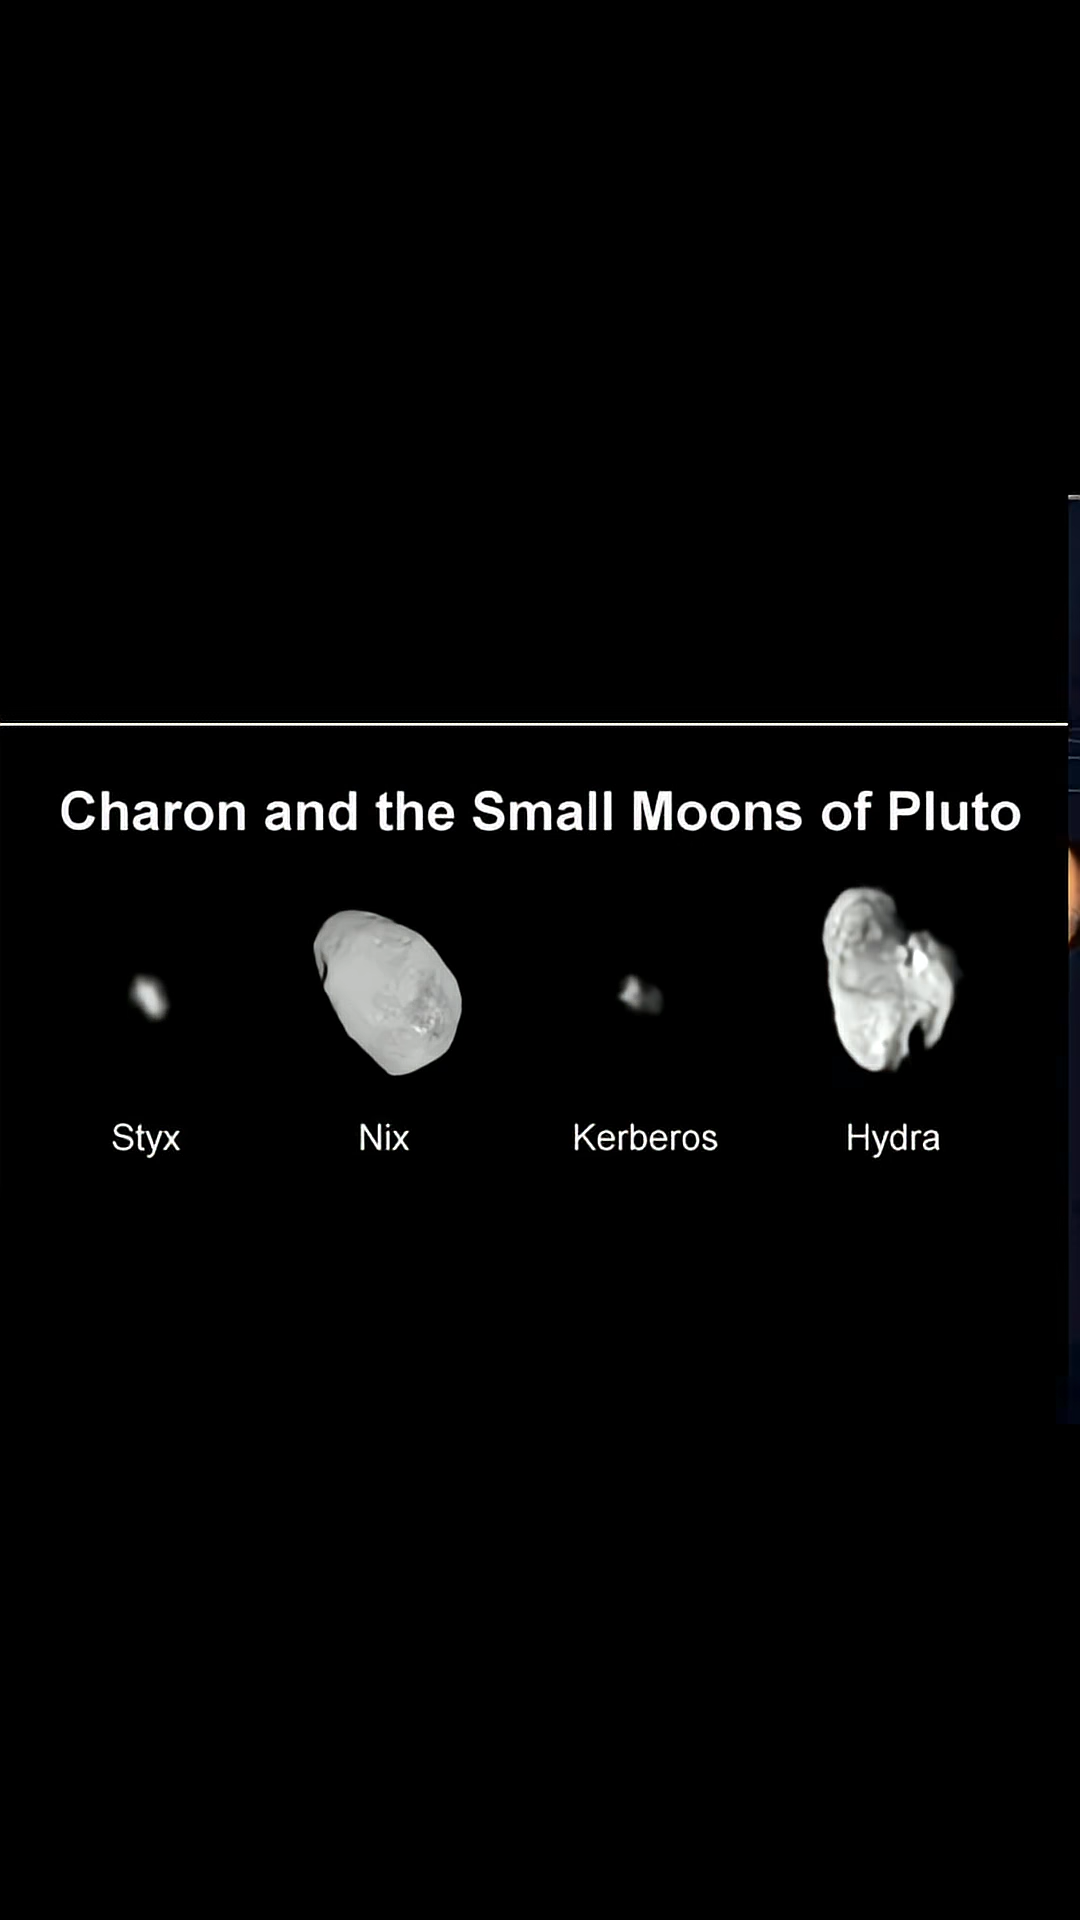 Charon and the Small Moons of Pluto
Styx
Nix
Kerberos
Hydra